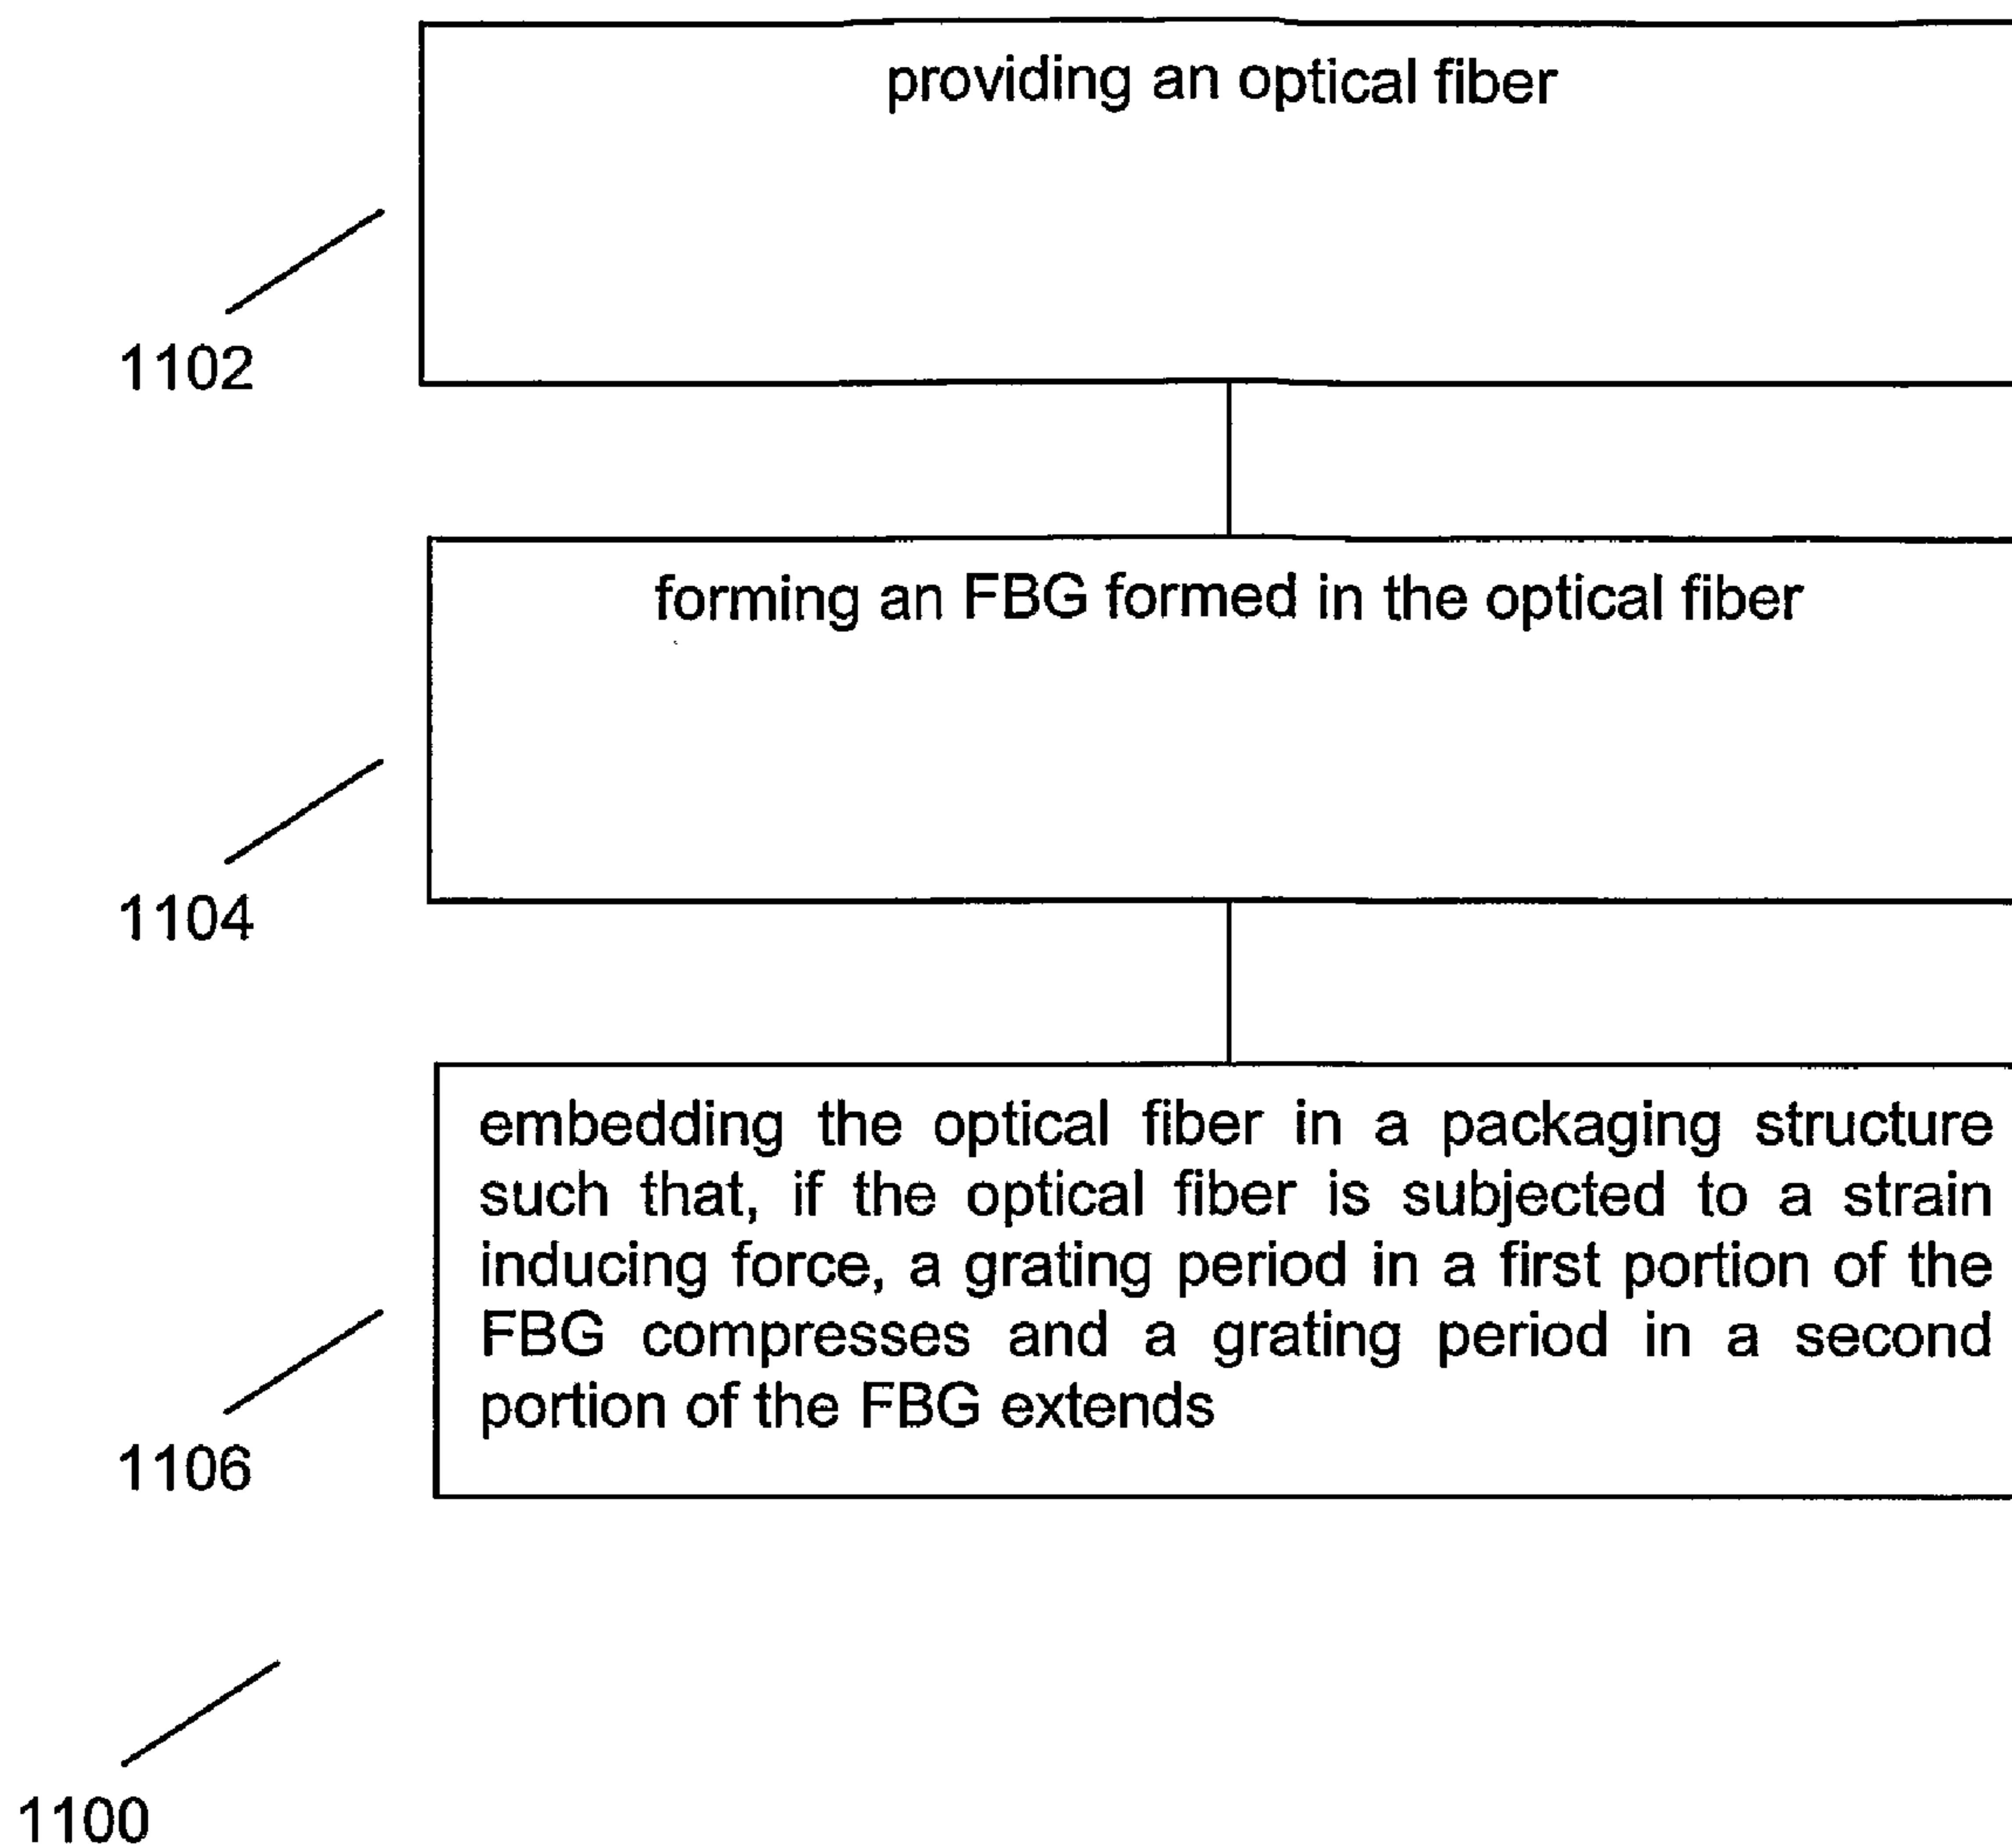 providing an optical fiber
1102
forming an FBG formed in the optical fiber
1104
embedding the optical fiber in a packaging structure
such that, if the optical fiber is subjected to a strain
inducing force, a grating period in a first portion of the
FBG compresses and a grating period in a second
portion of the FBG extends
1106
1100